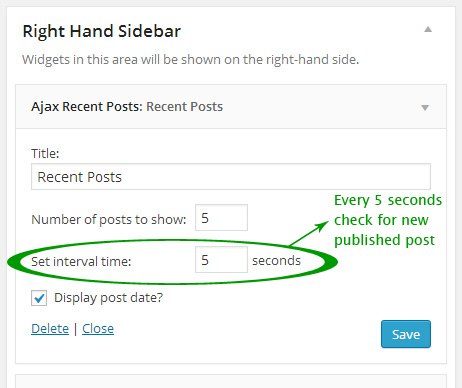 Right Hand Sidebar
Widgets in this area will be shown on the right-hand side.
Ajax Recent Posts: Recent Posts
Title:
Recent Posts
Number of posts to show: 5
Every 5 seconds
check for new
published post
Set interval time: 5 seconds
Display post date?
Delete | Close
Save